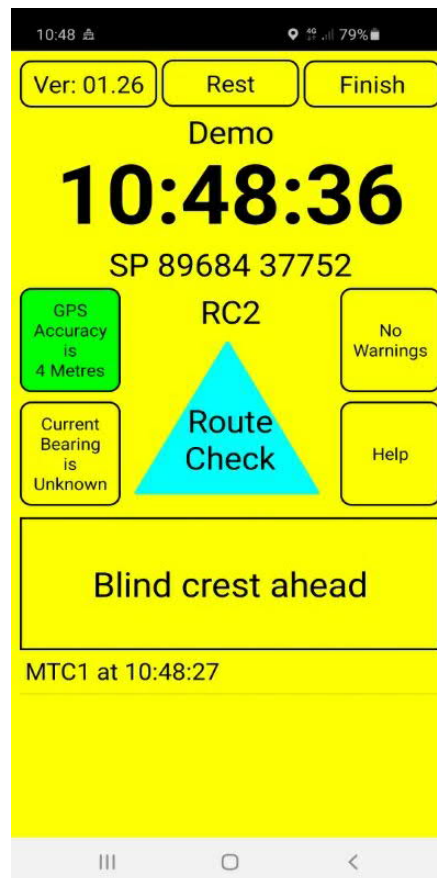 10:48 4G 79%
Ver: 01.26 Rest Finish
Demo
10:48:36
SP 89684 37752
GPS
Accuracy
is
4 Metres
RC2
No
Warnings
Current
Bearing
is
Unknown
Route
Check
Help
Blind crest ahead
MTC1 at 10:48:27